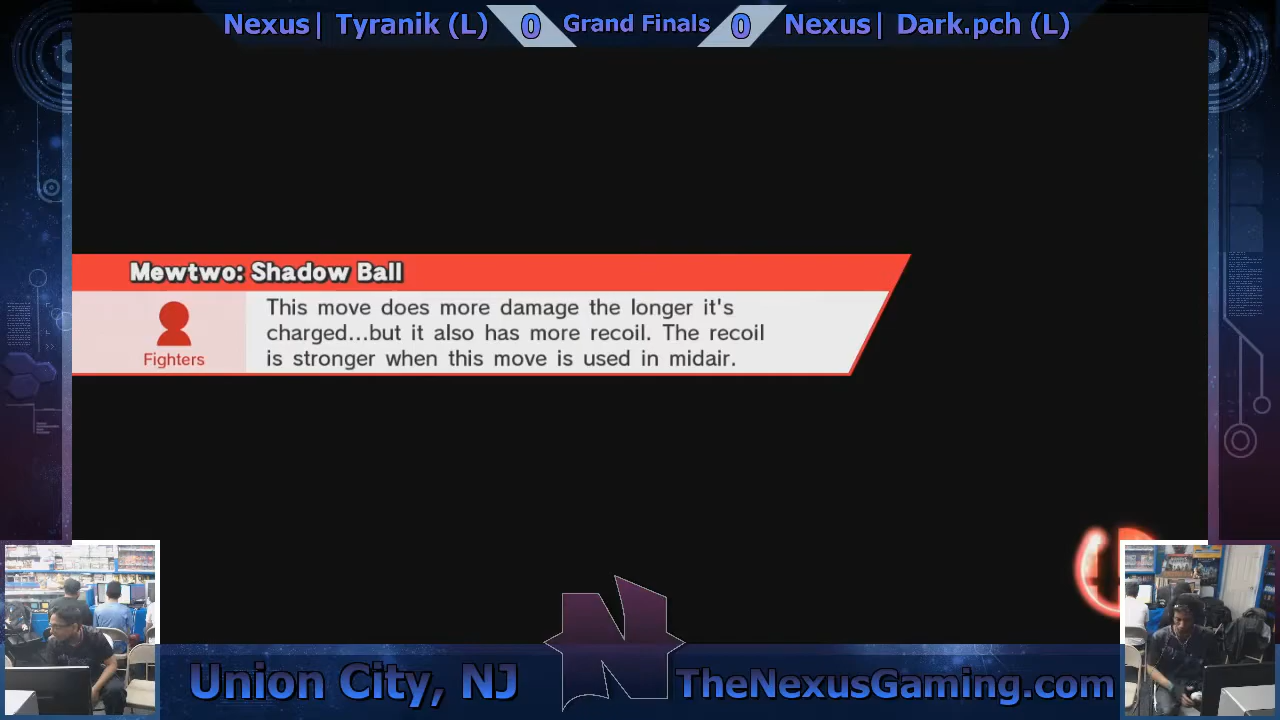 Nexus| Tyranik (L) 0 Grand Finals 0 Nexus| Dark.pch (L)
Mewtwo: Shadow Ball
This move does more damage the longer it's
charged...but it also has more recoil. The recoil
is stronger when this move is used in midair.
Fighters
N
Union City, NJ
TheNexusGaming.com